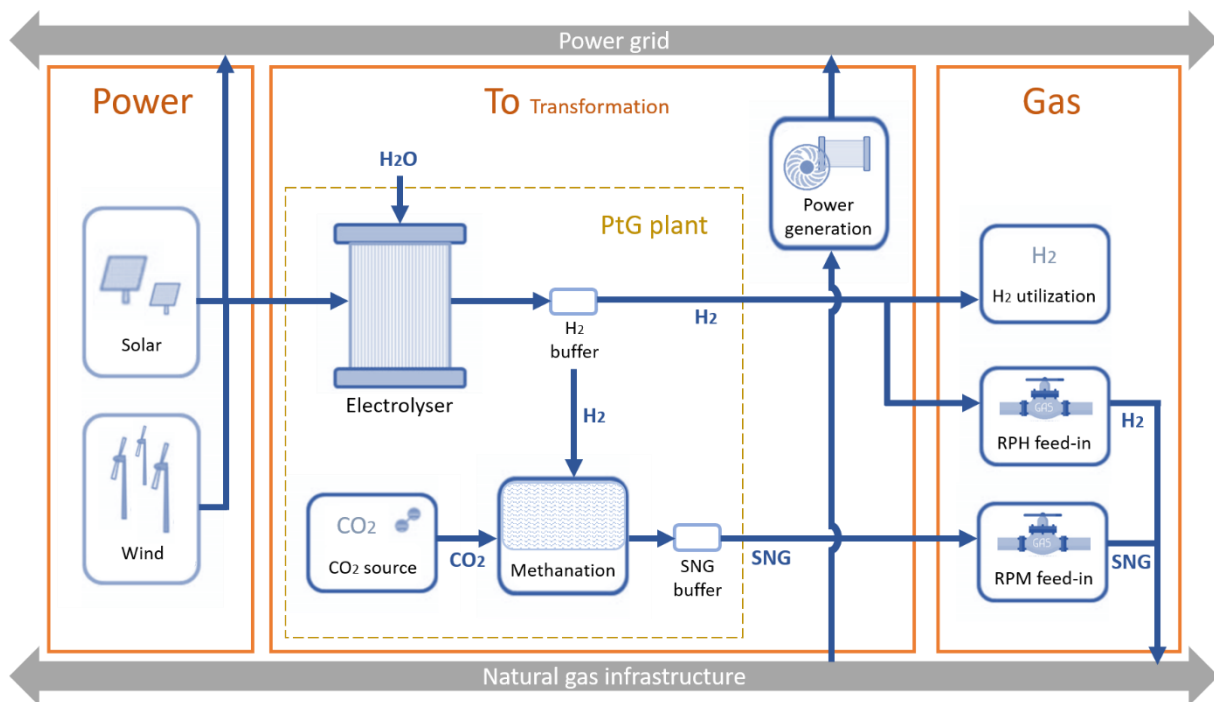 Power grid
Power
To Transformation
Gas
H2O
PtG plant
Power
generation
Solar
Electrolyser
H2
buffer
H2
H2
H2
H2 utilization
GAS
RPH feed-in
H2
Wind
CO2
CO2 source
CO2
Methanation
SNG
buffer
SNG
GAS
RPM feed-in
SNG
Natural gas infrastructure